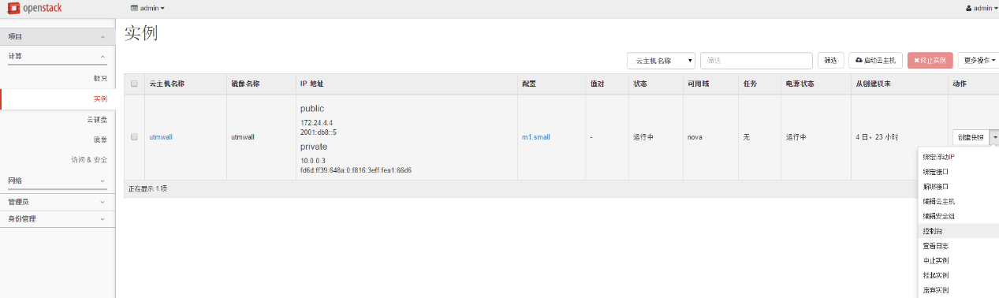 openstack
admin
admin
项目
计算
概况
实例
云硬盘
镜像
访问 & 安全
网络
管理员
身份管理
实例
云主机名称 筛选 筛选 启动云主机 终止实例 更多操作
云主机名称 镜像名称 IP 地址 配置 值对 状态 可用域 任务 电源状态 从创建以来 动作
utmwall utmwall
public
172.24.4.4
2001:db8::5
private
10.0.0.3
fd6d:ff39:648a:0:f816:3eff:fea1:66d6
m1.small - 运行中 nova 无 运行中 4 日，23 小时 创建快照
正在显示 1 项
绑定浮动IP
绑定接口
解绑接口
编辑云主机
编辑安全组
控制台
查看日志
中止实例
挂起实例
废弃实例